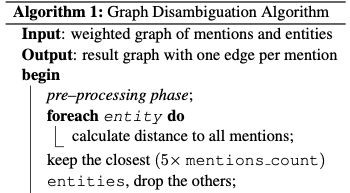 Algorithm 1: Graph Disambiguation Algorithm
Input: weighted graph of mentions and entities
Output: result graph with one edge per mention
begin
pre–processing phase;
foreach entity do
calculate distance to all mentions;
keep the closest (5× mentions_count)
entities, drop the others;